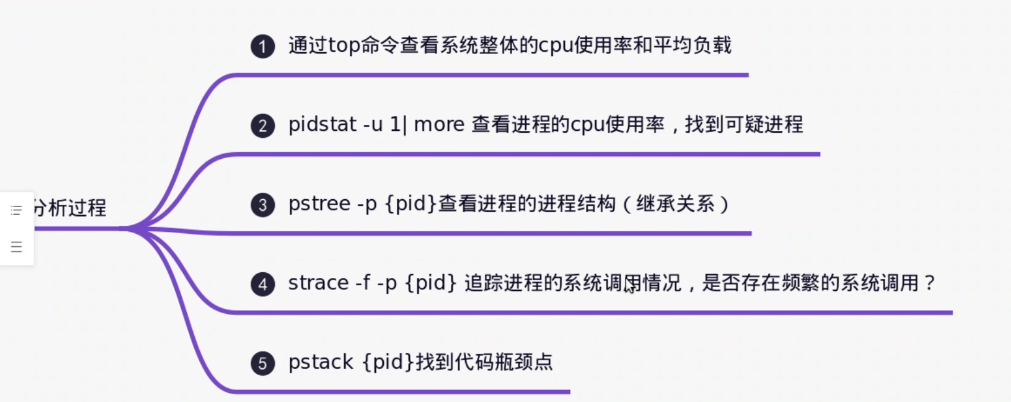 1 通过top命令查看系统整体的cpu使用率和平均负载
2 pidstat -u 1| more 查看进程的cpu使用率，找到可疑进程
3 pstree -p {pid}查看进程的进程结构（继承关系）
分析过程
4 strace -f -p {pid} 追踪进程的系统调用情况，是否存在频繁的系统调用？
5 pstack {pid}找到代码瓶颈点